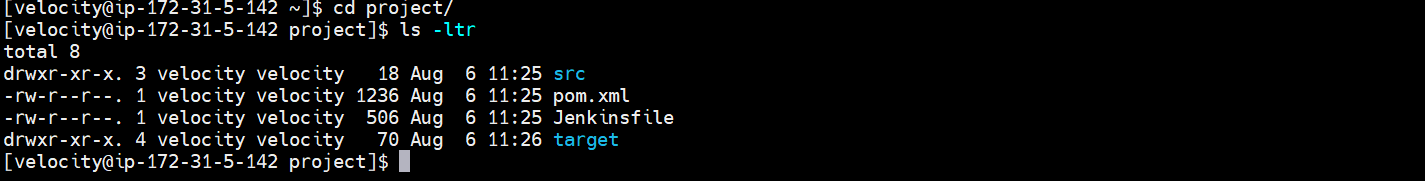 [velocity@ip-172-31-5-142 ~]$ cd project/
[velocity@ip-172-31-5-142 project]$ ls -ltr
total 8
drwxr-xr-x. 3 velocity velocity   18 Aug  6 11:25 src
-rw-r--r--. 1 velocity velocity 1236 Aug  6 11:25 pom.xml
-rw-r--r--. 1 velocity velocity  506 Aug  6 11:25 Jenkinsfile
drwxr-xr-x. 4 velocity velocity   70 Aug  6 11:26 target
[velocity@ip-172-31-5-142 project]$